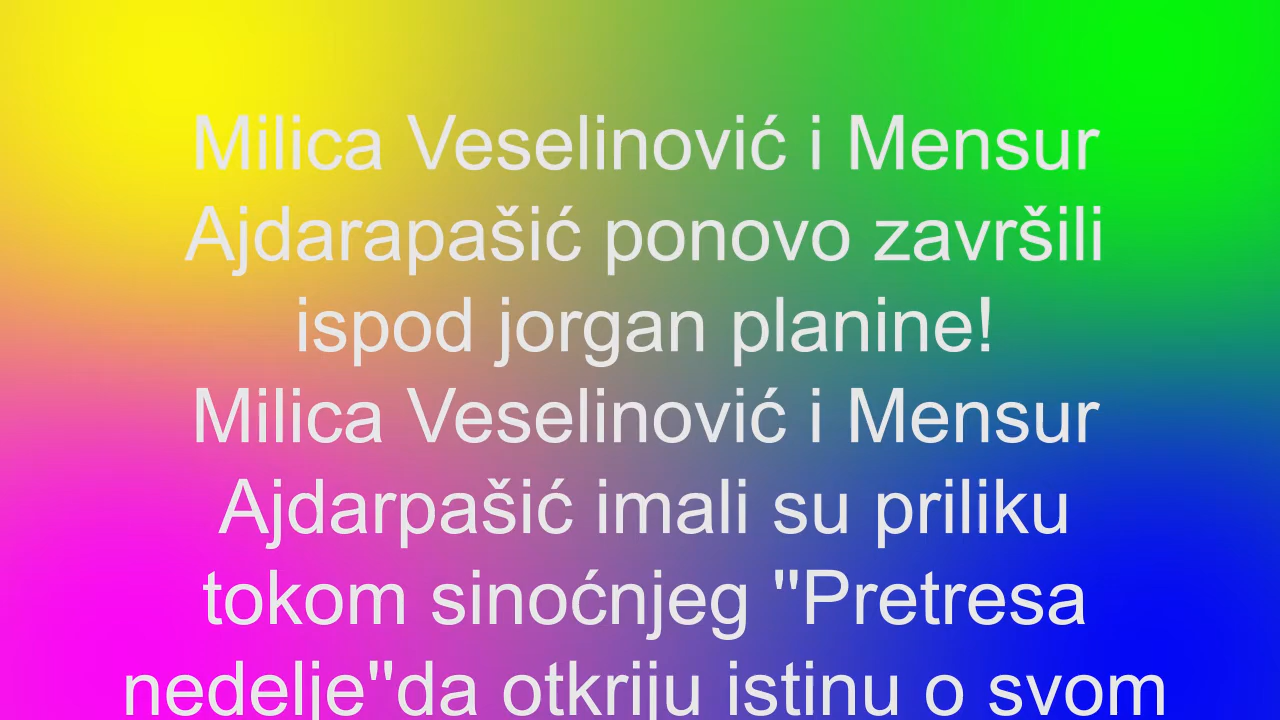 Milica Veselinović i Mensur
Ajdarapašić ponovo završili
ispod jorgan planine!
Milica Veselinović i Mensur
Ajdarpašić imali su priliku
tokom sinoćnjeg "Pretresa
nedelje"da otkriju istinu o svom